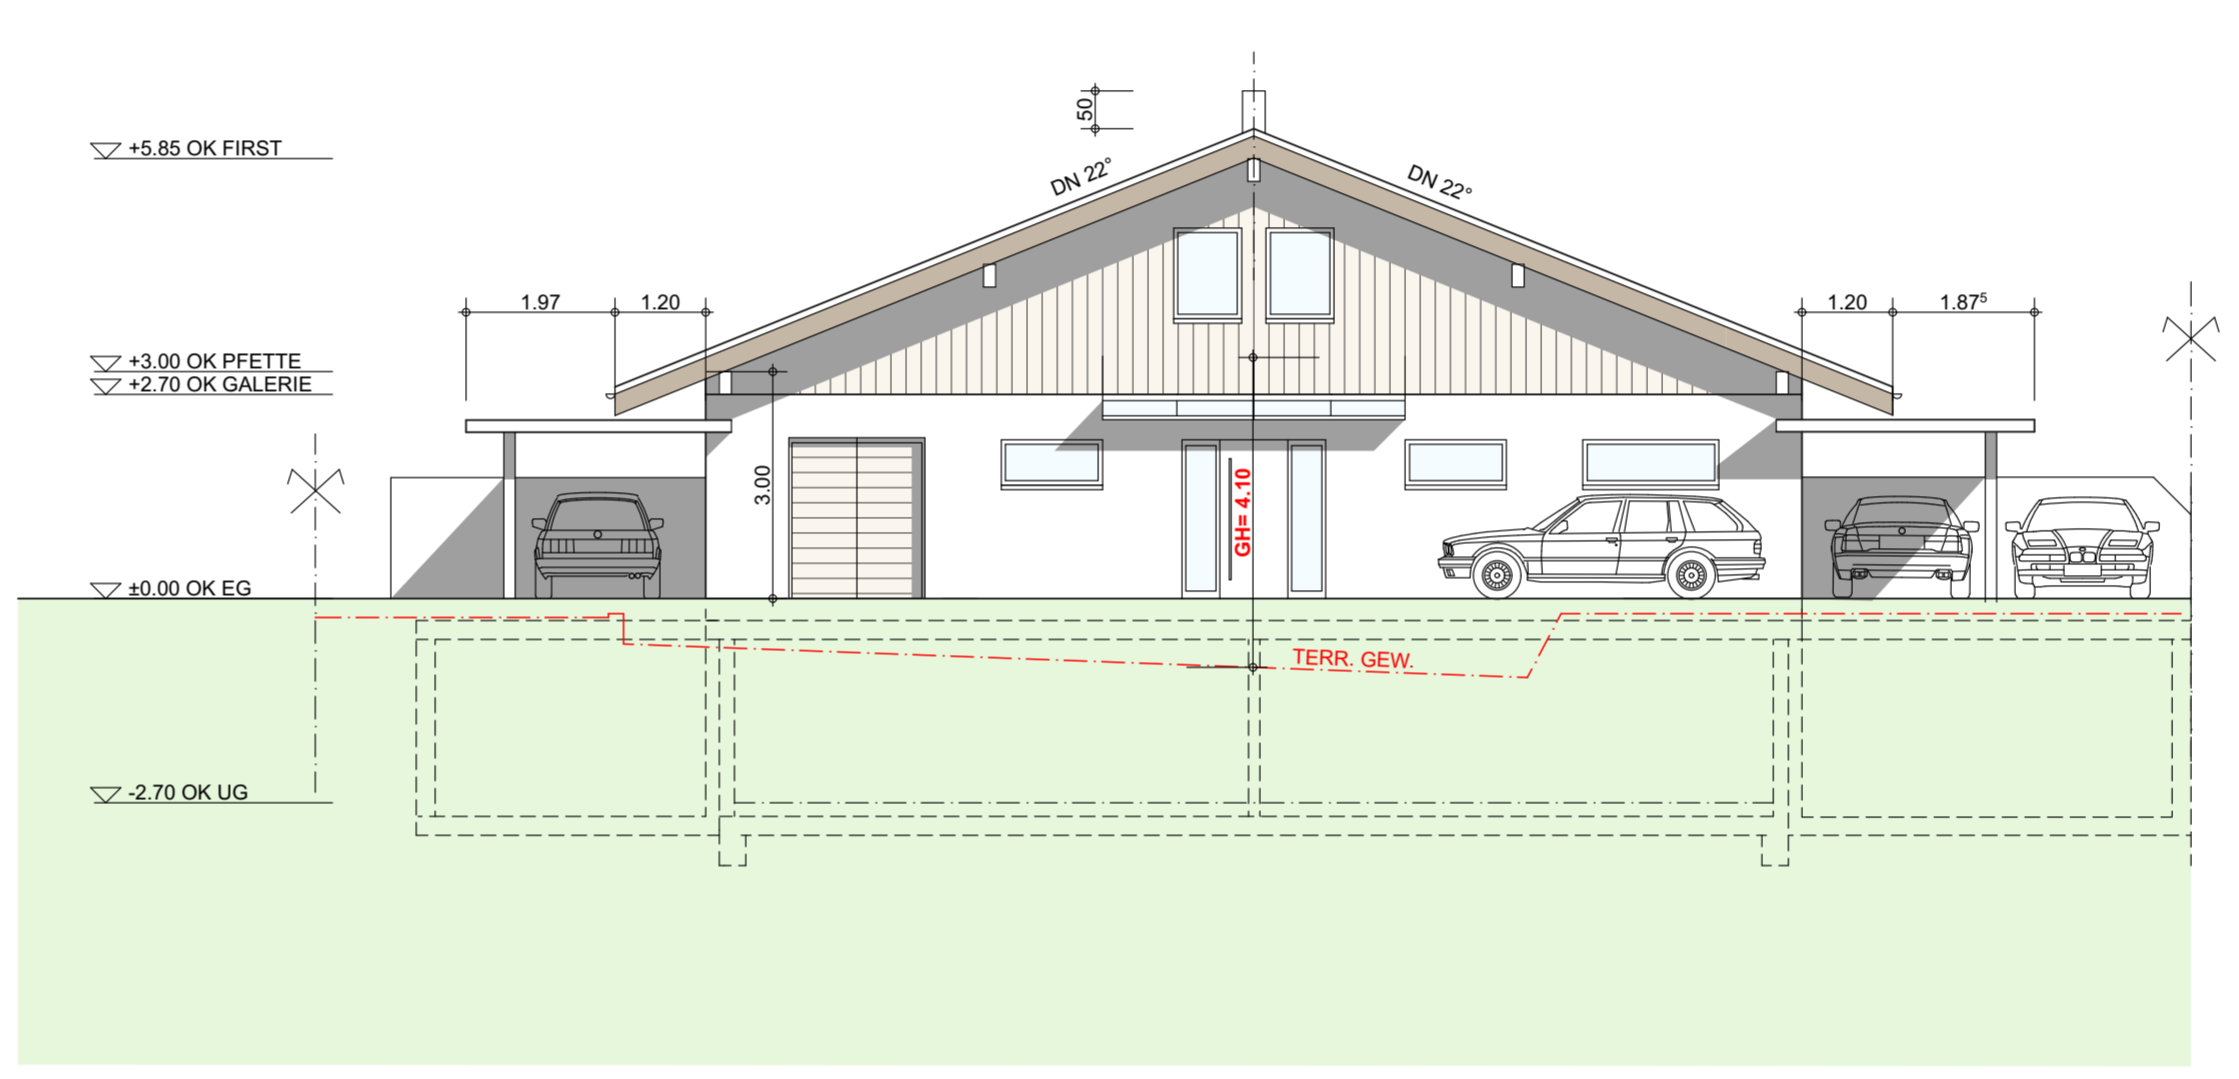 50
+5.85 OK FIRST
DN 22°
DN 22°
1.97
1.20
1.20
1.87⁵
+3.00 OK PFETTE
+2.70 OK GALERIE
3.00
GH= 4.10
±0.00 OK EG
TERR. GEW.
-2.70 OK UG